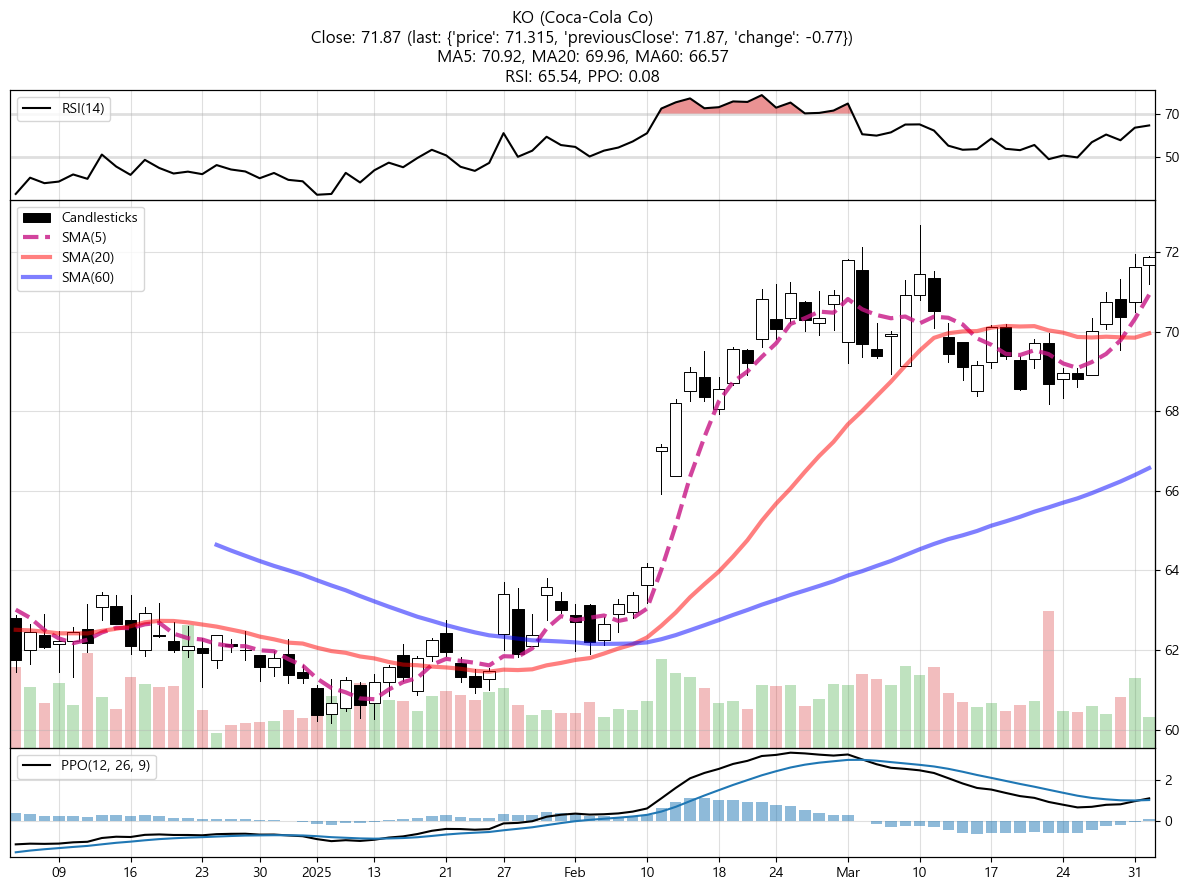 KO (Coca-Cola Co)
Close: 71.87 (last: {'price': 71.315, 'previousClose': 71.87, 'change': -0.77})
MA5: 70.92, MA20: 69.96, MA60: 66.57
RSI: 65.54, PPO: 0.08
RSI(14)
70
50
Candlesticks
SMA(5)
SMA(20)
SMA(60)
72
70
68
66
64
62
60
PPO(12, 26, 9)
2
0
09 16 23 30 2025 13 21 27 Feb 10 18 24 Mar 10 17 24 31